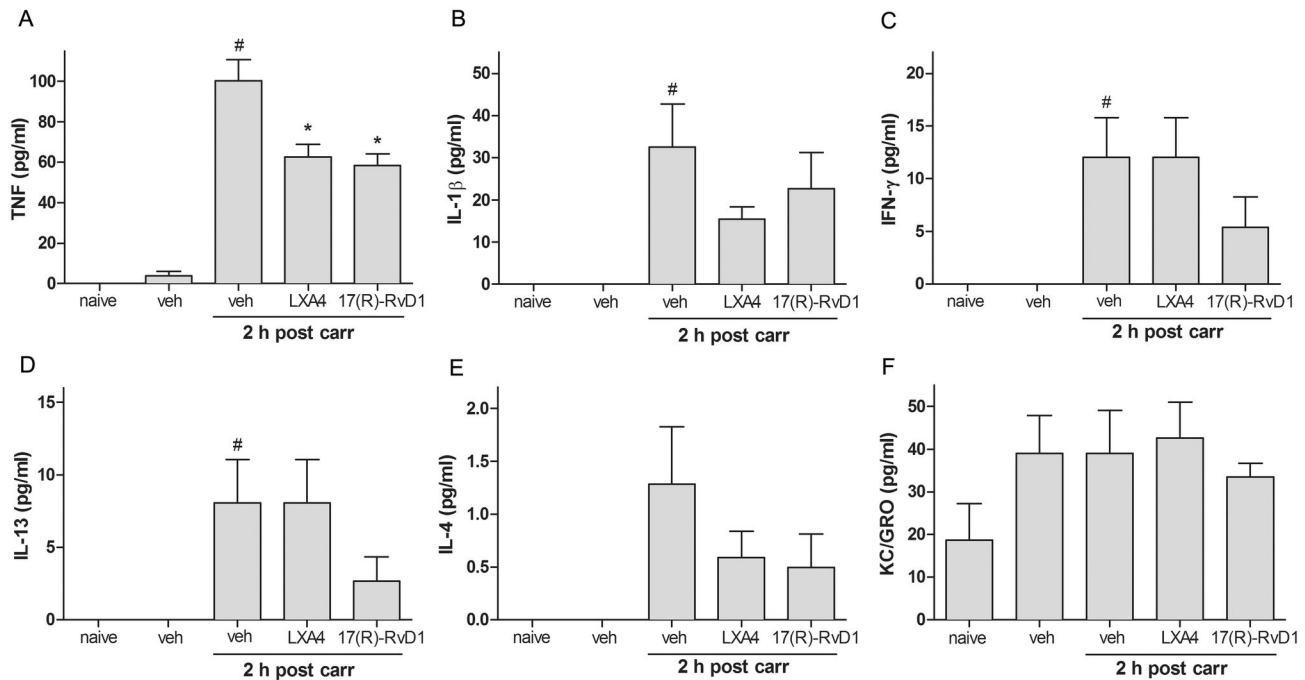 A
TNF (pg/ml)
100
80
60
40
20
0
#
*
*
naive veh veh LXA4 17(R)-RvD1
2 h post carr
B
IL-1β (pg/ml)
50
40
30
20
10
0
#
naive veh veh LXA4 17(R)-RvD1
2 h post carr
C
IFN-γ (pg/ml)
20
15
10
5
0
#
naive veh veh LXA4 17(R)-RvD1
2 h post carr
D
IL-13 (pg/ml)
15
10
5
0
#
naive veh veh LXA4 17(R)-RvD1
2 h post carr
E
IL-4 (pg/ml)
2.0
1.5
1.0
0.5
0.0
naive veh veh LXA4 17(R)-RvD1
2 h post carr
F
KC/GRO (pg/ml)
50
40
30
20
10
0
naive veh veh LXA4 17(R)-RvD1
2 h post carr